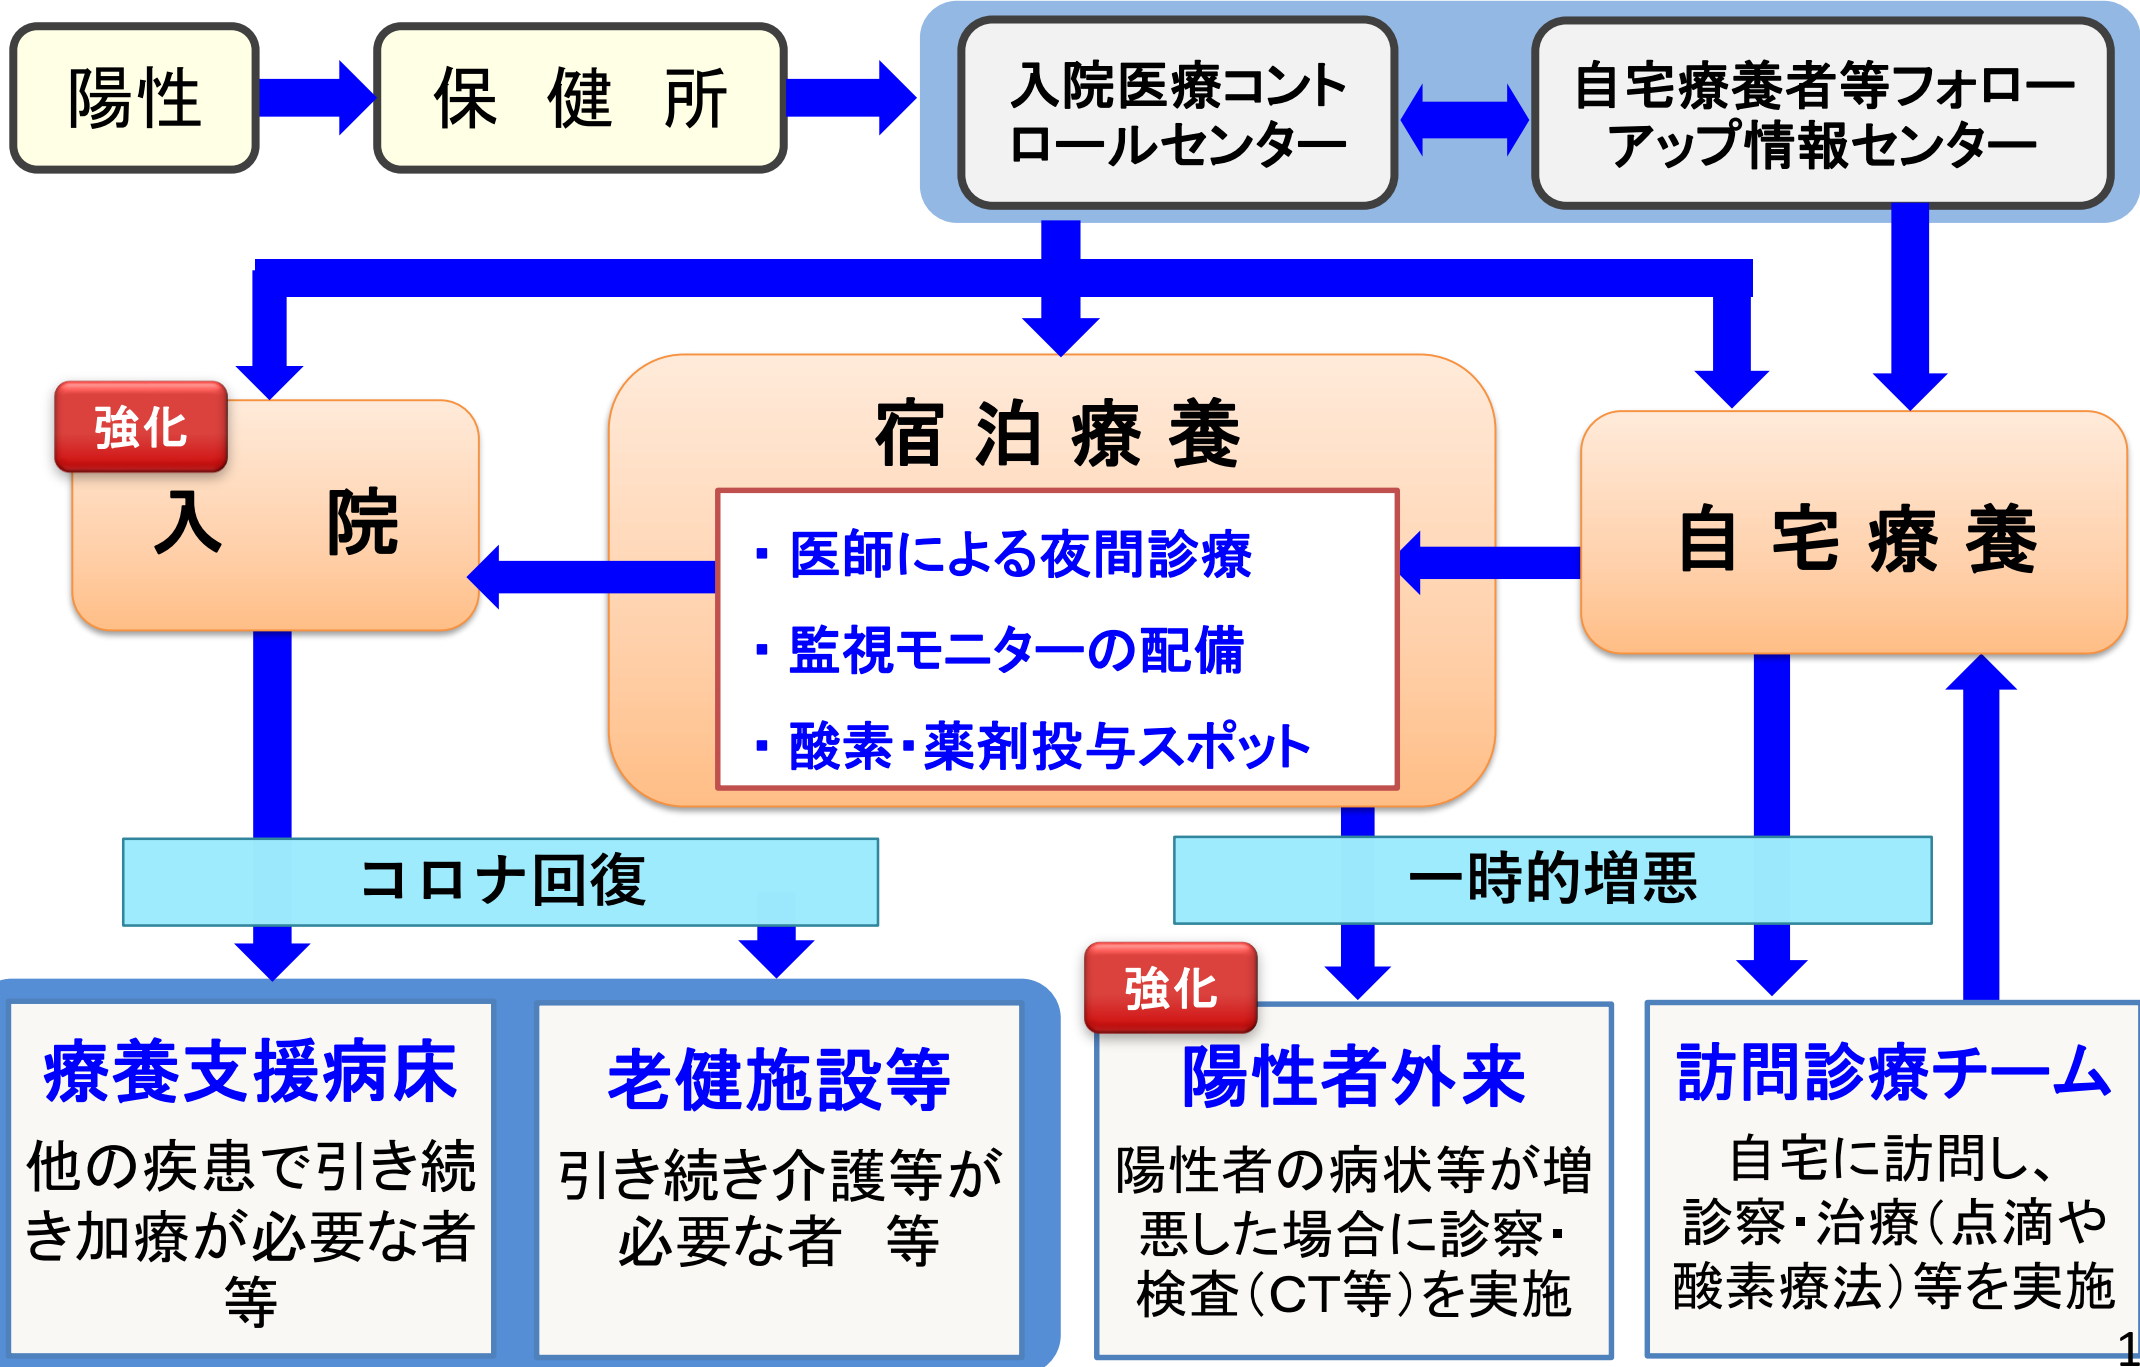 陽性
保　健　所
入院医療コント
ロールセンター
自宅療養者等フォロー
アップ情報センター
強化
入　院
宿泊療養
・医師による夜間診療
・監視モニターの配備
・酸素・薬剤投与スポット
自宅療養
コロナ回復
一時的増悪
療養支援病床
他の疾患で引き続
き加療が必要な者
等
老健施設等
引き続き介護等が
必要な者　等
強化
陽性者外来
陽性者の病状等が増
悪した場合に診察・
検査（CT等）を実施
訪問診療チーム
自宅に訪問し、
診察・治療（点滴や
酸素療法）等を実施
1